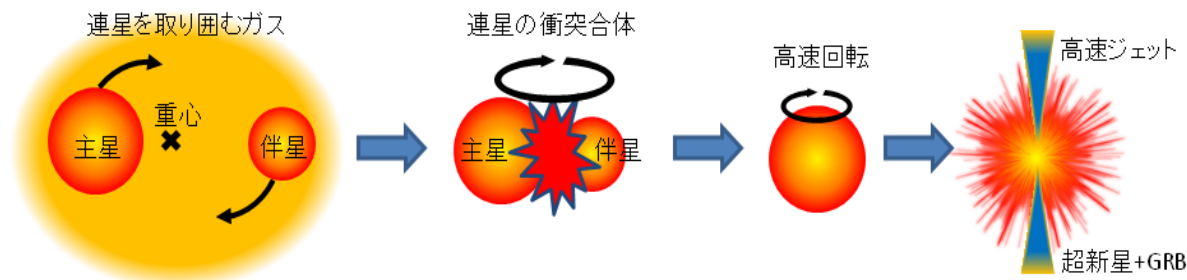 連星を取り囲むガス
主星
重心
伴星
連星の衝突合体
主星
伴星
高速回転
高速ジェット
超新星+GRB